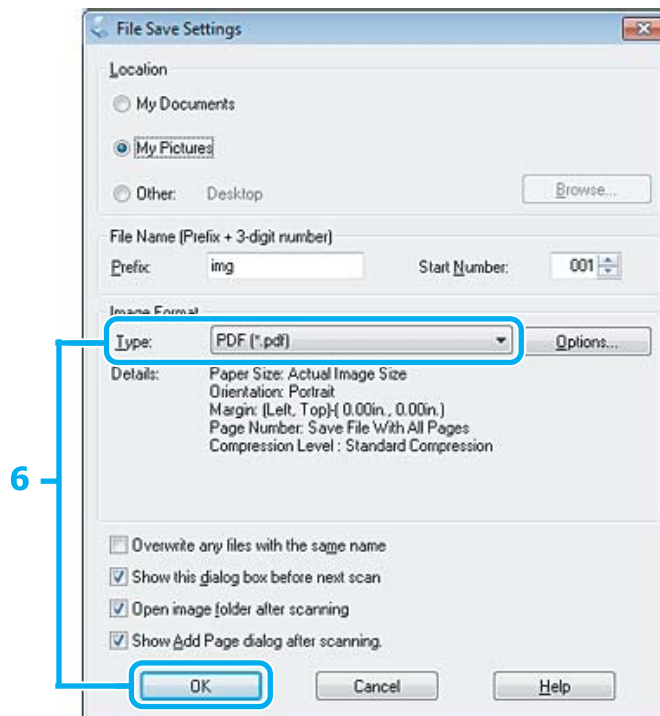 File Save Settings
Location
My Documents
My Pictures
Other: Desktop Browse...
File Name (Prefix + 3-digit number)
Prefix: img Start Number: 001
Image Format
Type: PDF (*.pdf) Options...
Details: Paper Size: Actual Image Size
Orientation: Portrait
Margin: (Left, Top)-( 0.00in., 0.00in.)
Page Number: Save File With All Pages
Compression Level : Standard Compression
6
Overwrite any files with the same name
Show this dialog box before next scan
Open image folder after scanning
Show Add Page dialog after scanning.
OK Cancel Help